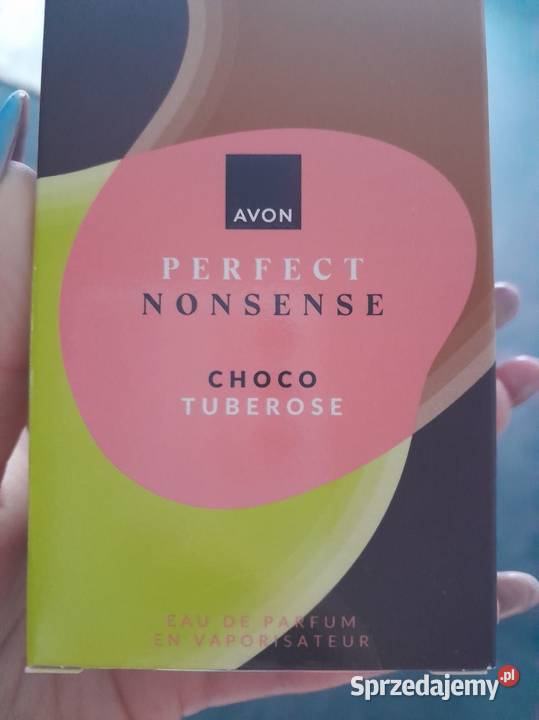 AVON
PERFECT
NONSENSE
CHOCO
TUBEROSE
EAU DE PARFUM
EN VAPORISATEUR
Sprzedajemy.pl